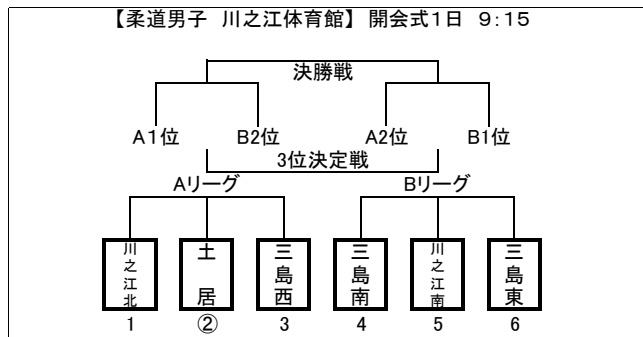 【柔道男子 川之江体育館】 開会式1日 9:15
決勝戦
A1位 B2位 A2位 B1位
3位決定戦
Aリーグ Bリーグ
川之江北 土居 三島西 三島南 川之江南 三島東
1 ② 3 4 5 6